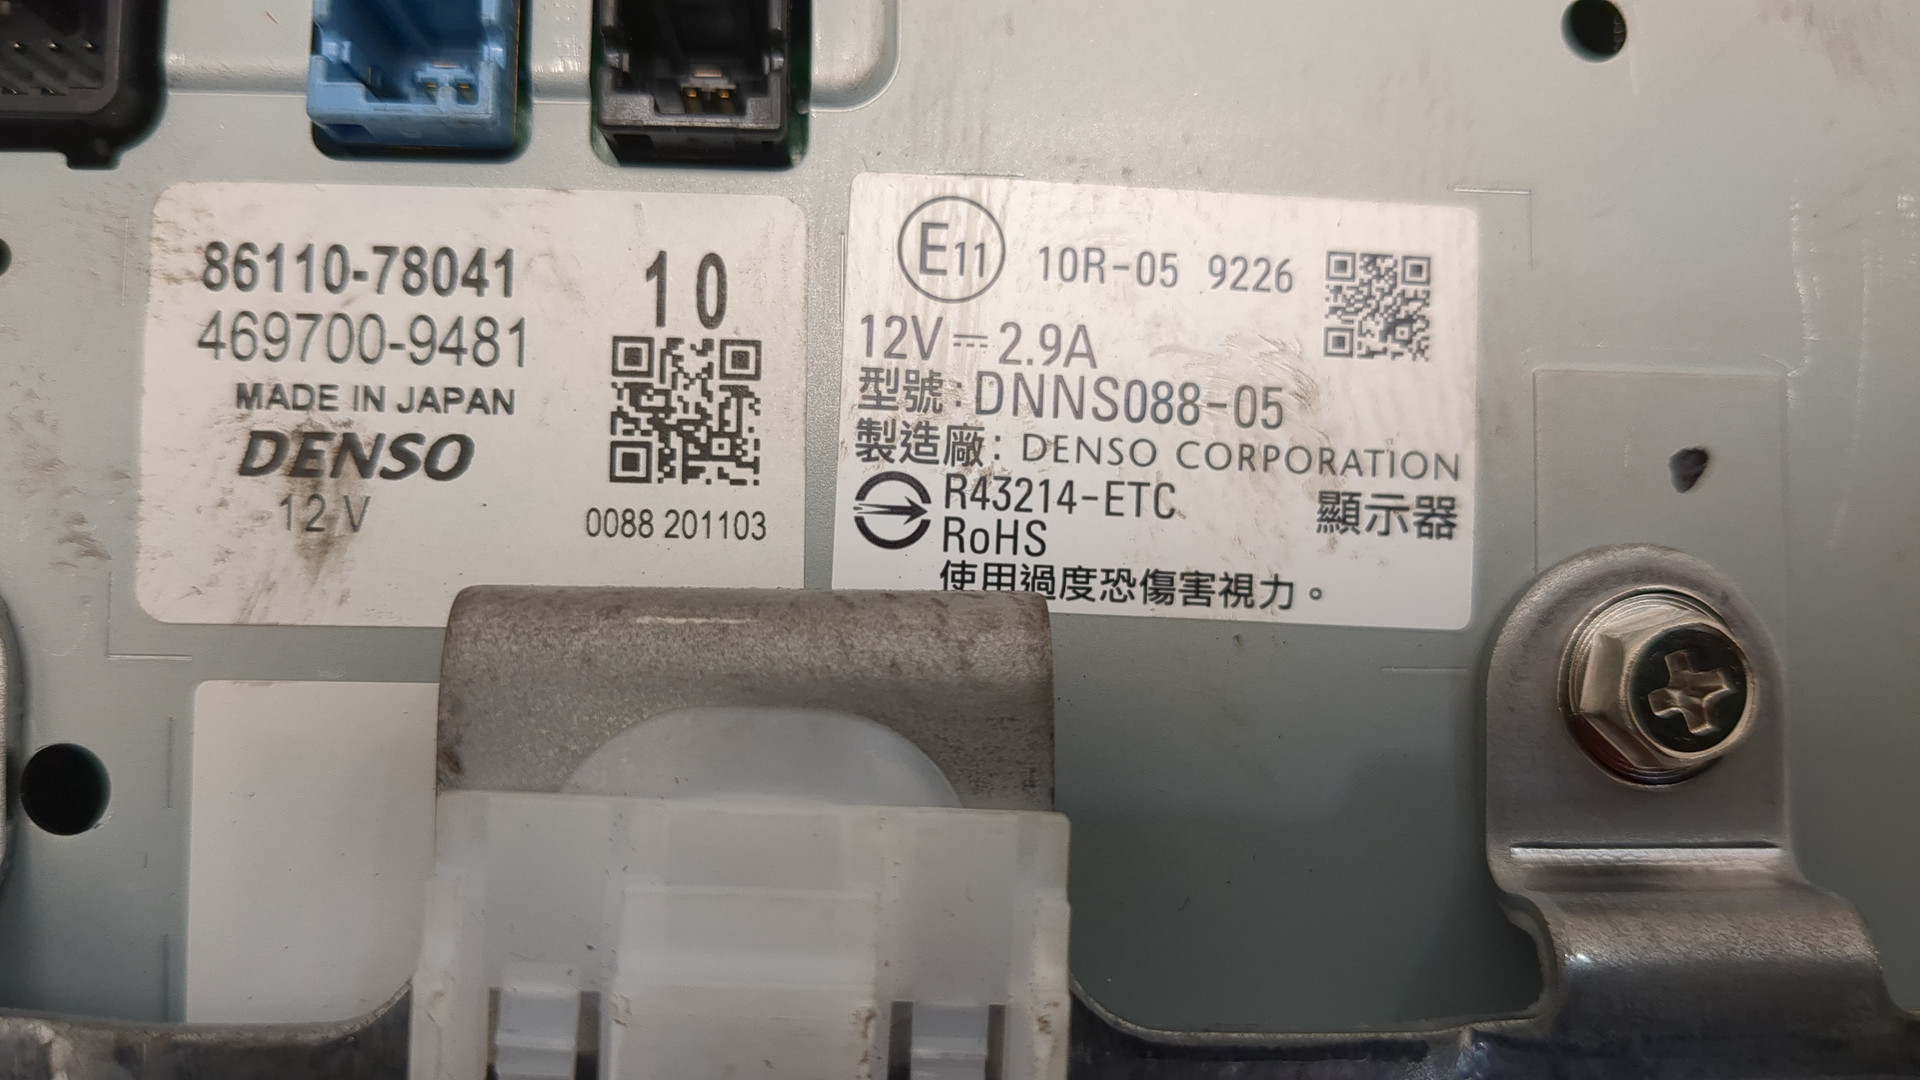 86110-78041
10
469700-9481
MADE IN JAPAN
DENSO
12 V
0088 201103
E11 10R-05 9226
12V⎓2.9A
型號:DNNS088-05
製造廠: DENSO CORPORATION
R43214-ETC
RoHS
顯示器
使用過度恐傷害視力。